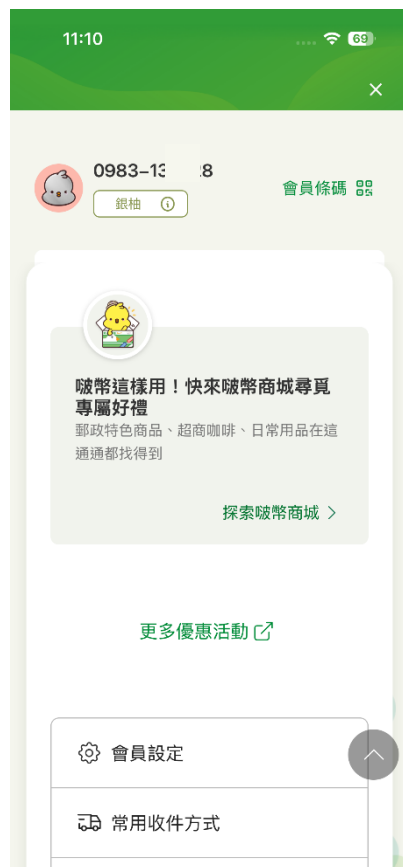 11:10
69
0983-13 8
會員條碼
銀柚
啵幣這樣用！快來啵幣商城尋覓
專屬好禮
郵政特色商品、超商咖啡、日常用品在這
通通都找得到
探索啵幣商城
更多優惠活動
會員設定
常用收件方式